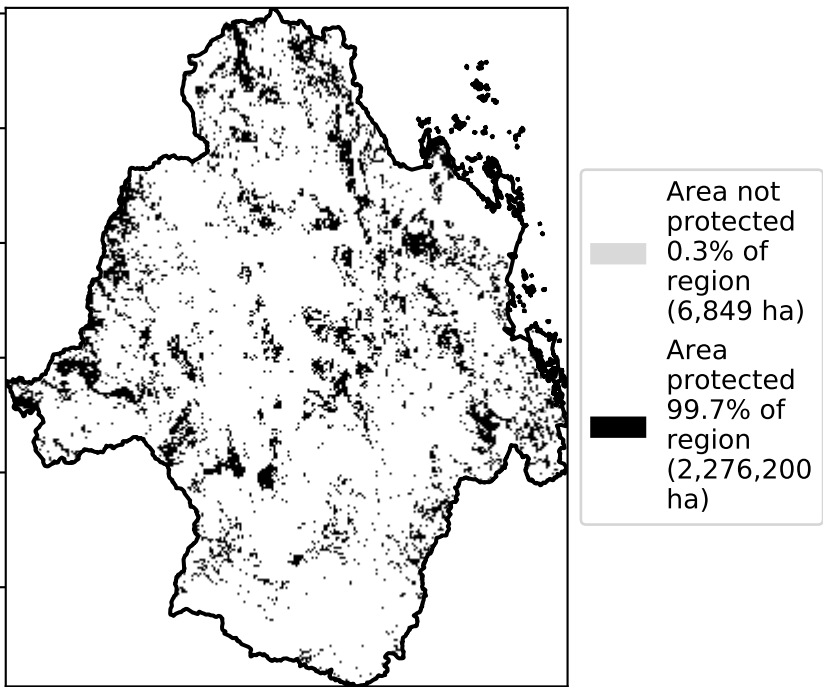 Area not
protected
0.3% of
region
(6,849 ha)
Area
protected
99.7% of
region
(2,276,200
ha)